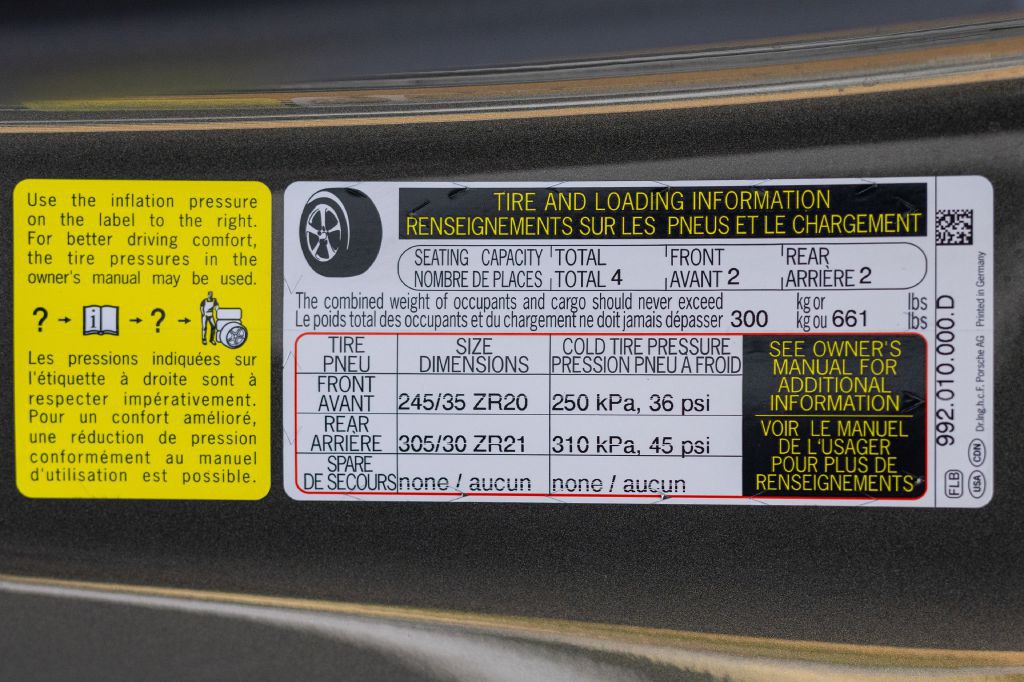 Use the inflation pressure
on the label to the right.
For better driving comfort,
the tire pressures in the
owner's manual may be used.
? ➝ i ➝ ? ➝
Les pressions indiquées sur
l'étiquette à droite sont à
respecter impérativement.
Pour un confort amélioré,
une réduction de pression
conformément au manuel
d'utilisation est possible.
TIRE AND LOADING INFORMATION
RENSEIGNEMENTS SUR LES PNEUS ET LE CHARGEMENT
SEATING CAPACITY TOTAL FRONT REAR
NOMBRE DE PLACES TOTAL 4 AVANT 2 ARRIÈRE 2
The combined weight of occupants and cargo should never exceed kg or lbs
Le poids total des occupants et du chargement ne doit jamais dépasser 300 kg ou 661 lbs
TIRE SIZE COLD TIRE PRESSURE
PNEU DIMENSIONS PRESSION PNEU A FROID
FRONT
AVANT 245/35 ZR20 250 kPa, 36 psi
REAR
ARRIÈRE 305/30 ZR21 310 kPa, 45 psi
SPARE
DE SECOURS none / aucun none / aucun
SEE OWNER'S
MANUAL FOR
ADDITIONAL
INFORMATION
VOIR LE MANUEL
DE L'USAGER
POUR PLUS DE
RENSEIGNEMENTS
992.010.000.D
Dr.Ing.h.c.F. Porsche AG Printed in Germany
FLB
USA CDN